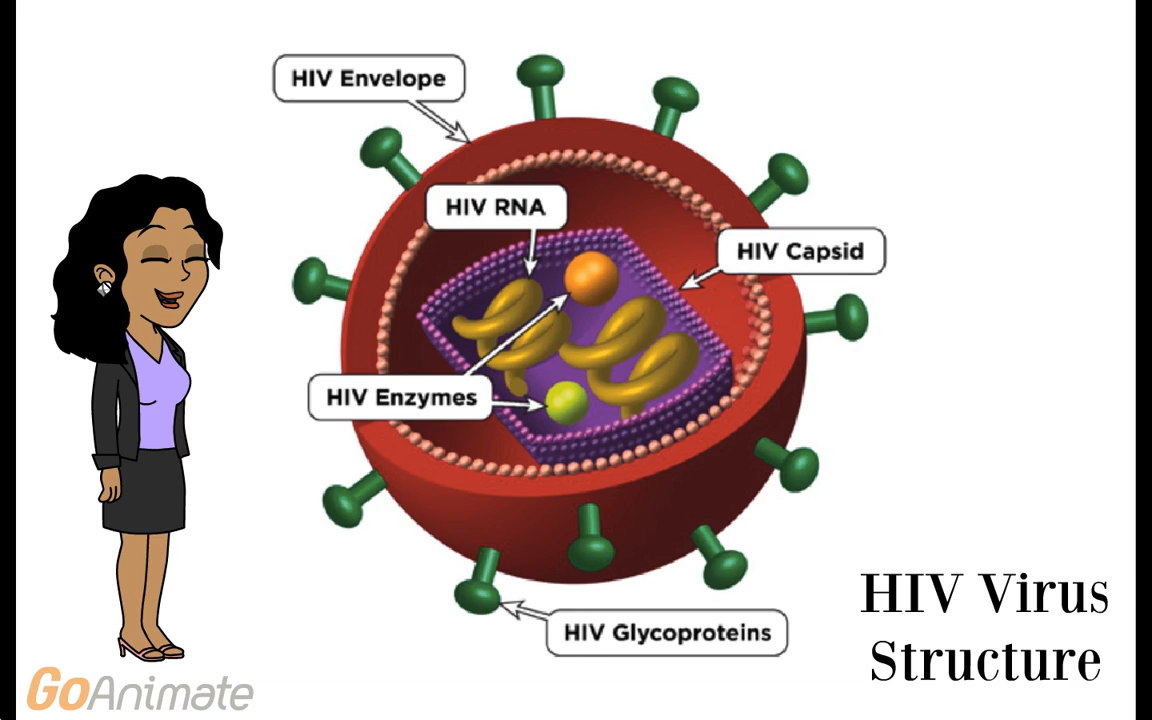 HIV Envelope
HIV RNA
HIV Capsid
HIV Enzymes
HIV Glycoproteins
HIV Virus
Structure
GoAnimate